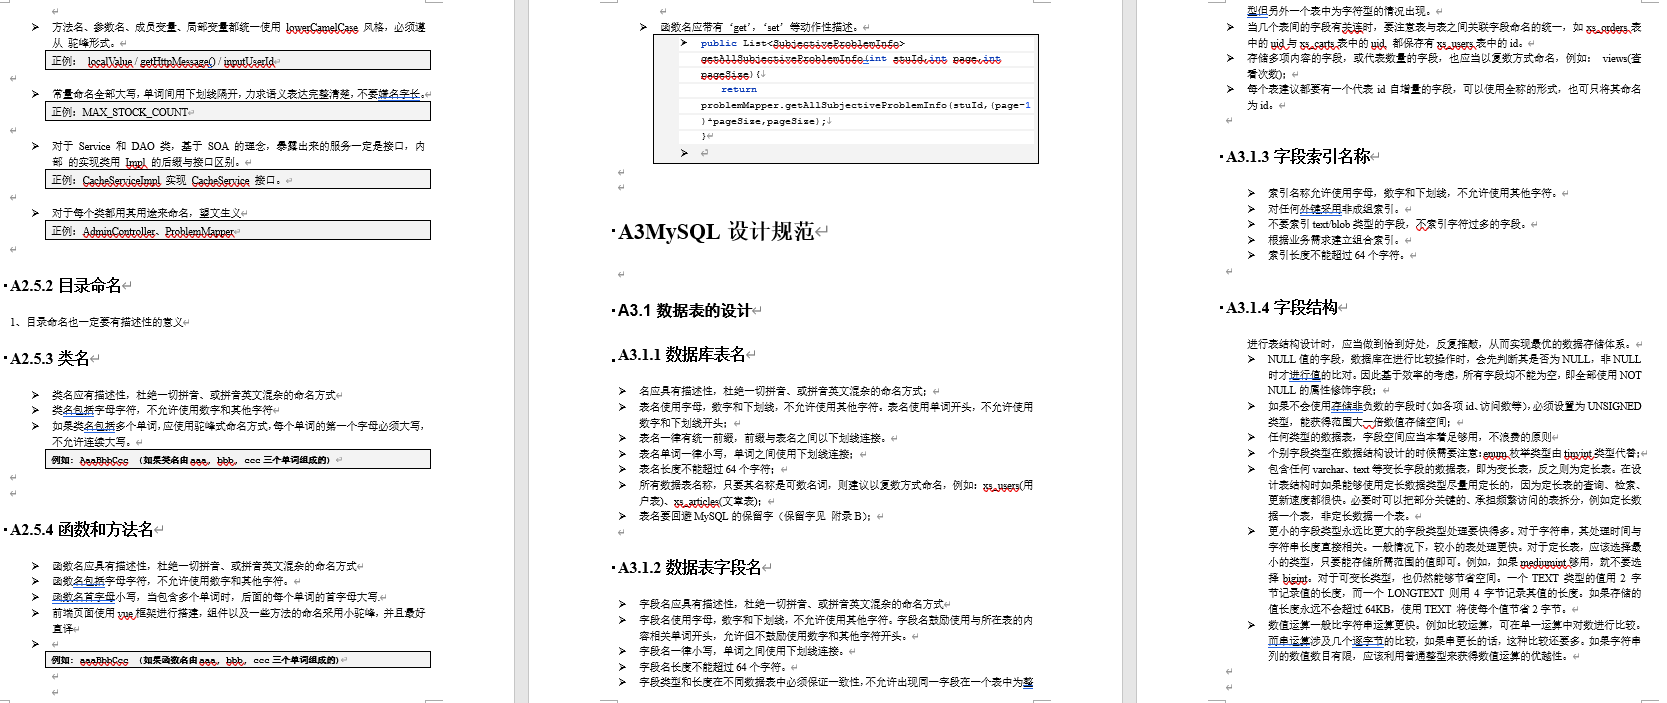 方法名、参数名、成员变量、局部变量都统一使用 lowerCamelCase 风格，必须遵
从 驼峰形式。
正例： localValue / getHttpMessage() / inputUserId
常量命名全部大写，单词间用下划线隔开，力求语义表达完整清楚，不要嫌名字长。
正例：MAX_STOCK_COUNT
对于 Service 和 DAO 类，基于 SOA 的理念，暴露出来的服务一定是接口，内
部 的实现类用 Impl 的后缀与接口区别。
正例：CacheServiceImpl 实现 CacheService 接口。
对于每个类都用其用途来命名，望文生义
正例：AdminController、ProblemMapper
A2.5.2 目录命名
1、目录命名也一定要有描述性的意义
A2.5.3 类名
类名应有描述性，杜绝一切拼音、或拼音英文混杂的命名方式
类名包括字母字符，不允许使用数字和其他字符
如果类名包括多个单词，应使用驼峰式命名方式，每个单词的第一个字母必须大写，
不允许连续大写。
例如：AaaBbbCcc （如果类名由 aaa，bbb，ccc 三个单词组成的）
A2.5.4 函数和方法名
函数名应具有描述性，杜绝一切拼音、或拼音英文混杂的命名方式
函数名包括字母字符，不允许使用数字和其他字符。
函数名首字母小写，当包含多个单词时，后面的每个单词的首字母大写。
前端页面使用 vue 框架进行搭建，组件以及一些方法的命名采用小驼峰，并且最好
直译
例如：aaaBbbCcc （如果函数名由 aaa，bbb，ccc 三个单词组成的）
函数名应带有‘get’，‘set’等动作性描述。
public List<SubjectiveProblemInfo>
getAllSubjectiveProblemInfo(int stuId,int page,int
pageSize){
return
problemMapper.getAllSubjectiveProblemInfo(stuId,(page-1
)*pageSize,pageSize);
}
A3MySQL 设计规范
A3.1 数据表的设计
A3.1.1 数据库表名
名应具有描述性，杜绝一切拼音、或拼音英文混杂的命名方式；
表名使用字母，数字和下划线，不允许使用其他字符。表名使用单词开头，不允许使用
数字和下划线开头；
表名一律有统一前缀，前缀与表名之间以下划线连接。
表名单词一律小写，单词之间使用下划线连接；
表名长度不能超过 64 个字符；
所有数据表名称，只要其名称是可数名词，则建议以复数方式命名，例如：xs_users(用
户表)、xs_articles(文章表)；
表名要回避 MySQL 的保留字（保留字见 附录 B）；
A3.1.2 数据表字段名
字段名应具有描述性，杜绝一切拼音、或拼音英文混杂的命名方式
字段名使用字母，数字和下划线，不允许使用其他字符。字段名鼓励使用与所在表的内
容相关单词开头，允许但不鼓励使用数字和其他字符开头。
字段名一律小写，单词之间使用下划线连接。
字段名长度不能超过 64 个字符。
字段类型和长度在不同数据表中必须保证一致性，不允许出现同一字段在一个表中为整
型但另外一个表中为字符型的情况出现。
当几个表间的字段有关连时，要注意表与表之间关联字段命名的统一，如 xs_orders 表
中的 uid 与 xs_carts 表中的 uid 都保存有 xs_users 表中的 id。
存储多项内容的字段，或代表数量的字段，也应当以复数方式命名，例如： views(查
看次数)；
每个表建议都要有一个代表 id 自增量的字段，可以使用全称的形式，也可只将其命名
为 id。
A3.1.3 字段索引名称
索引名称允许使用字母，数字和下划线，不允许使用其他字符。
对任何外键采用非成组索引。
不要索引 text/blob 类型的字段，不索引字符过多的字段。
根据业务需求建立组合索引。
索引长度不能超过 64 个字符。
A3.1.4 字段结构
进行表结构设计时，应当做到恰到好处，反复推敲，从而实现最优的数据存储体系。
NULL 值的字段，数据库在进行比较操作时，会先判断其是否为 NULL，非 NULL
时才进行值的比对。因此基于效率的考虑，所有字段均不能为空，即全部使用 NOT
NULL 的属性修饰字段；
如果不会使用存储非负数的字段时（如各项 id、访问数等），必须设置为 UNSIGNED
类型，能获得范围大一倍数值存储空间；
任何类型的数据表，字段空间应当本着足够用，不浪费的原则
个别字段类型在数据结构设计的时候需要注意：enum 枚举类型由 tinyint 类型代替；
包含任何 varchar、text 等变长字段的数据表，即为变长表，反之则为定长表。在设
计表结构时如果能够使用定长数据类型尽量用定长的，因为定长表的查询、检索、
更新速度都很快。必要时可以把部分关键的、承担频繁访问的表拆分，例如定长数
据一个表，非定长数据一个表。
更小的字段类型永远比更大的字段类型处理要快得多。对于字符串，其处理时间与
字符串长度直接相关。一般情况下，较小的表处理更快。对于定长表，应该选择最
小的类型，只要能存储所需范围的值即可。例如，如果 mediumint 够用，就不要选
择 bigint。对于可变长类型，也仍然能够节省空间。一个 TEXT 类型的值用 2 字
节记录值的长度，而一个 LONGTEXT 则用 4 字节记录其值的长度。如果存储的
值长度永远不会超过 64KB，使用 TEXT 将使每个值节省 2 字节。
数值运算一般比字符串运算更快。例如比较运算，可在单一运算中对数进行比较。
而串运算涉及几个逐字节的比较，如果串更长的话，这种比较还要多。如果字符串
列的数值数目有限，应该利用普通整型来获得数值运算的优越性。